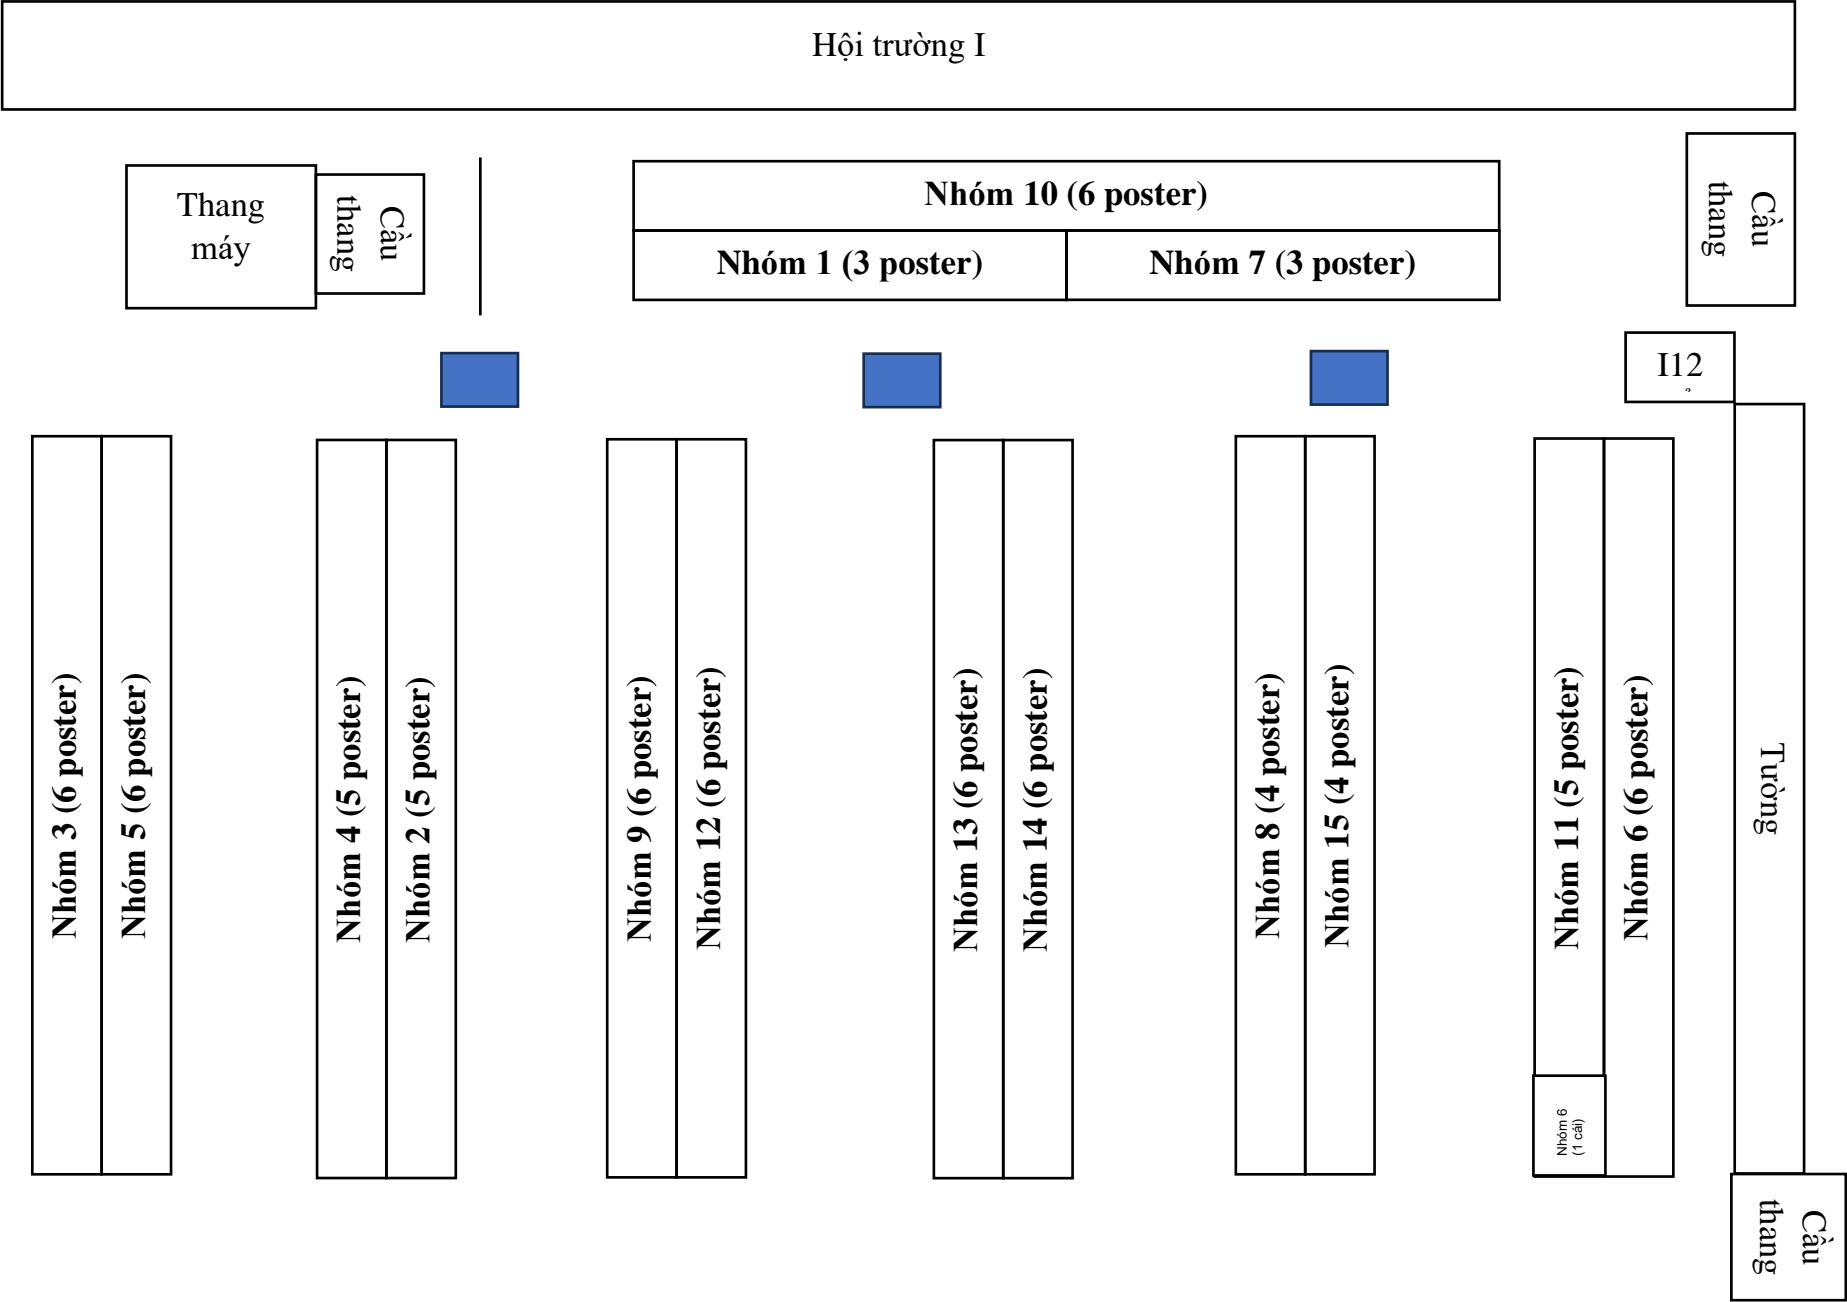 Hội trường I
Thang
máy
Cầu
thang
Nhóm 10 (6 poster)
Nhóm 1 (3 poster)
Nhóm 7 (3 poster)
Cầu
thang
I12
Nhóm 3 (6 poster)
Nhóm 5 (6 poster)
Nhóm 4 (5 poster)
Nhóm 2 (5 poster)
Nhóm 9 (6 poster)
Nhóm 12 (6 poster)
Nhóm 13 (6 poster)
Nhóm 14 (6 poster)
Nhóm 8 (4 poster)
Nhóm 15 (4 poster)
Nhóm 11 (5 poster)
Nhóm 6 (6 poster)
Nhóm 6
(1 cái)
Tường
Cầu
thang